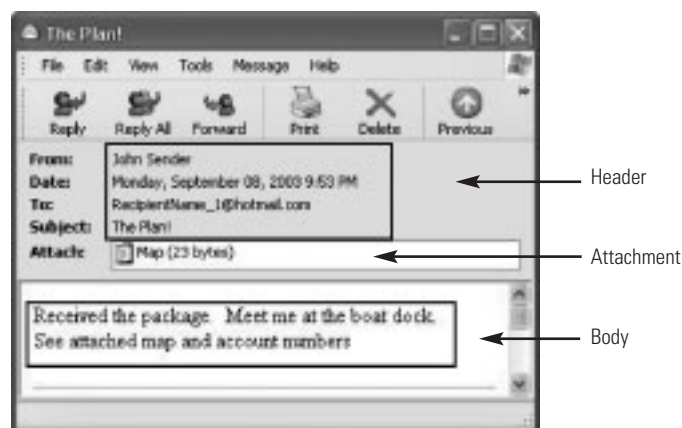 The Plan!
File Edit View Tools Message Help
Reply Reply All Forward Print Delete Previous
From: John Sender
Date: Monday, September 08, 2003 9:53 PM
To: RecipientName_1@hotmail.com
Subject: The Plan!
Attach: Map (23 bytes)
Received the package. Meet me at the boat dock.
See attached map and account numbers
Header
Attachment
Body